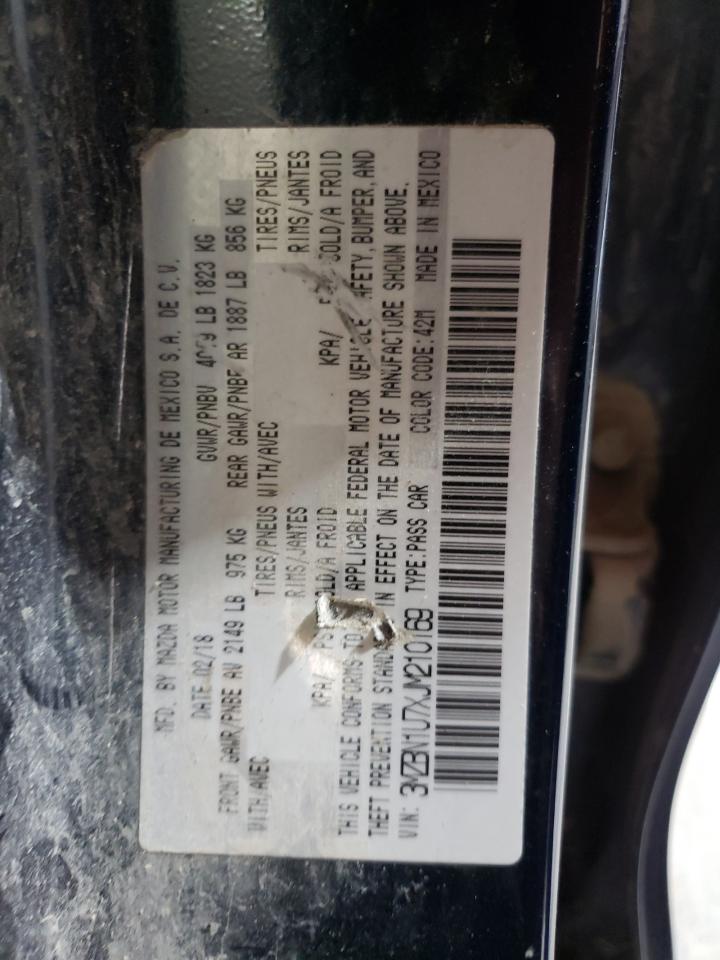 MFD. BY MAZDA MOTOR MANUFACTURING DE MEXICO S.A. DE C.V.
DATE 02/18 GVWR/PNBV LB 1823 KG
FRONT GAWR/PNBE AV 2149 LB 975 KG REAR GAWR/PNBE AR 1887 LB 856 KG
WITH/AVEC TIRES/PNEUS WITH/AVEC TIRES/PNEUS
RIMS/JANTES RIMS/JANTES
KPA/ FROID KPA/ COLD/A FROID
THIS VEHICLE CONFORMS TO APPLICABLE FEDERAL MOTOR VEHICLE SAFETY, BUMPER, AND
THEFT PREVENTION IN EFFECT ON THE DATE OF MANUFACTURE SHOWN ABOVE.
VIN: 3MZBN1U7XJM210169 TYPE:PASS CAR COLOR CODE:42M MADE IN MEXICO